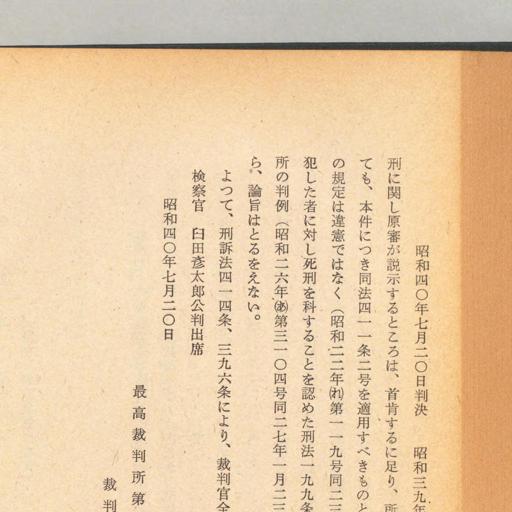 昭和四〇年七月二〇日判決　昭和三九年
刑に関し原審が説示するところは、首肯するに足り、所
ても、本件につき同法四一一条二号を適用すべきものと
の規定は違憲ではなく（昭和二二年㈹第一一九号同二三
犯した者に対し死刑を科することを認めた刑法一九九条
所の判例（昭和二六年㋐第三一〇四号同二七年一月二三
ら、論旨はとるをえない。
よつて、刑訴法四一四条、三九六条により、裁判官全
検察官　臼田彦太郎公判出席
昭和四〇年七月二〇日
最高裁判所第
裁判